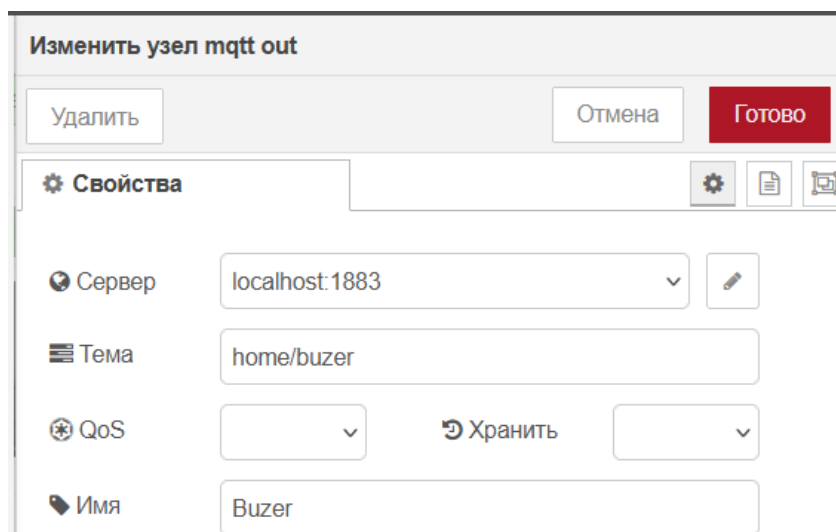 Изменить узел mqtt out
Удалить
Отмена
Готово
Свойства
Сервер
localhost:1883
Тема
home/buzer
QoS
Хранить
Имя
Buzer